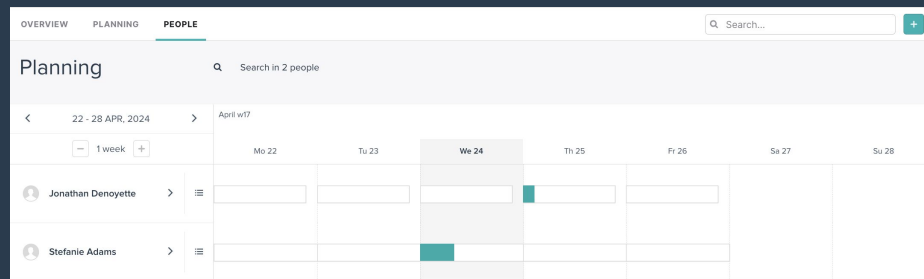 OVERVIEW PLANNING PEOPLE Search...
Planning Search in 2 people
22 - 28 APR, 2024 April w17
1 week Mo 22 Tu 23 We 24 Th 25 Fr 26 Sa 27 Su 28
Jonathan Denoyette
Stefanie Adams